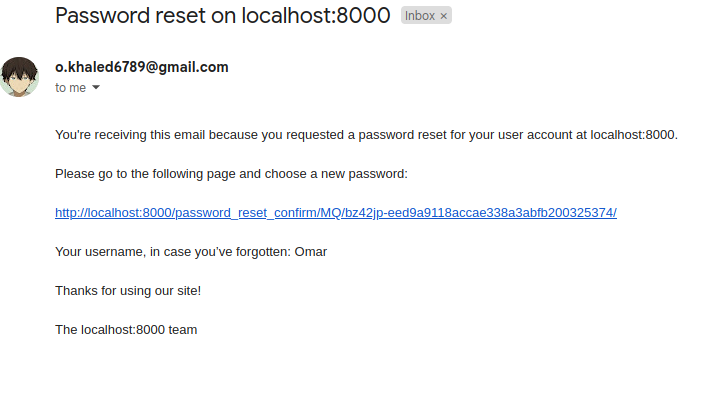 Password reset on localhost:8000 Inbox ×
o.khaled6789@gmail.com
to me
You're receiving this email because you requested a password reset for your user account at localhost:8000.
Please go to the following page and choose a new password:
http://localhost:8000/password_reset_confirm/MQ/bz42jp-eed9a9118accae338a3abfb200325374/
Your username, in case you’ve forgotten: Omar
Thanks for using our site!
The localhost:8000 team